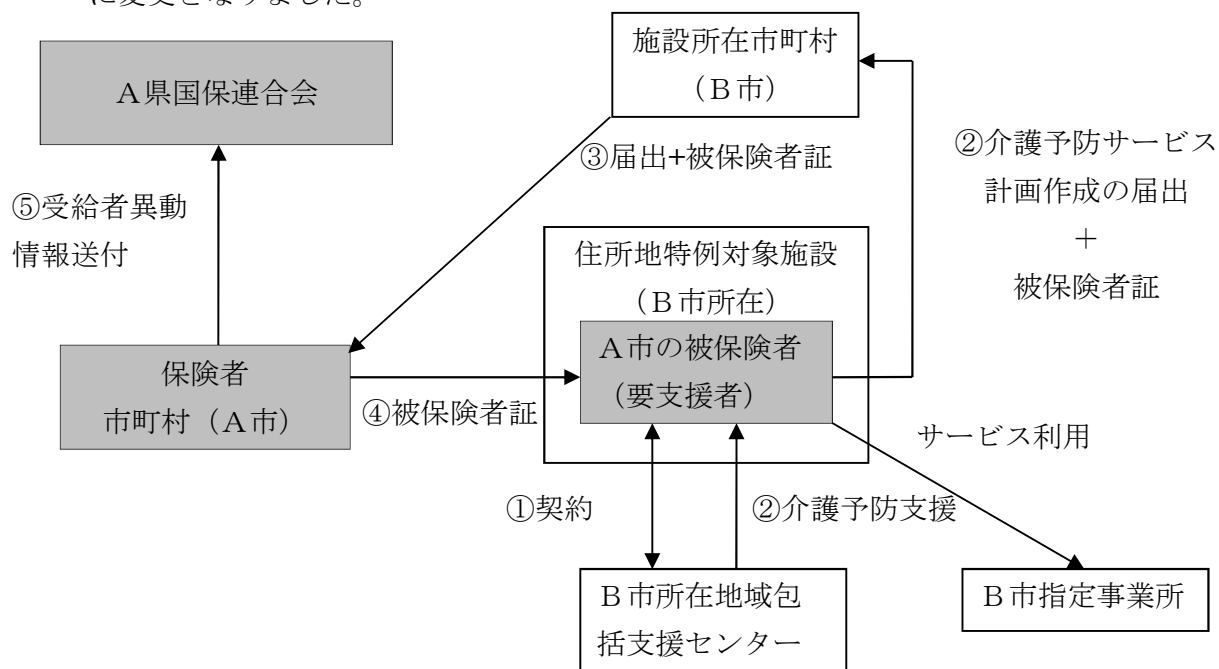 に変更となりました。
施設所在市町村
（Ｂ市）
Ａ県国保連合会
③届出+被保険者証
②介護予防サービス
計画作成の届出
＋
被保険者証
⑤受給者異動
情報送付
住所地特例対象施設
（Ｂ市所在）
Ａ市の被保険者
（要支援者）
保険者
市町村（Ａ市）
④被保険者証
サービス利用
①契約
②介護予防支援
Ｂ市所在地域包
括支援センター
Ｂ市指定事業所